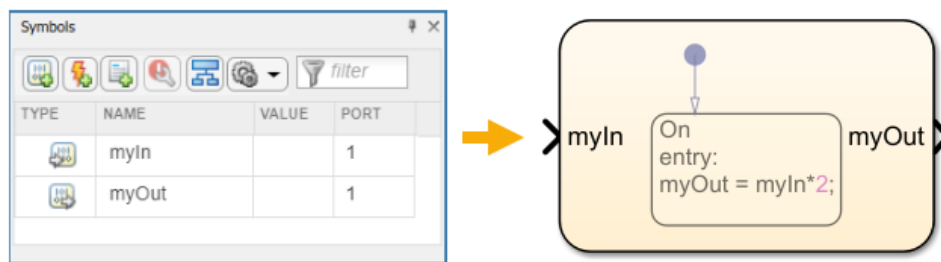 Symbols
filter
TYPE NAME VALUE PORT
myIn 1
myOut 1
myIn
On
entry:
myOut = myIn*2;
myOut